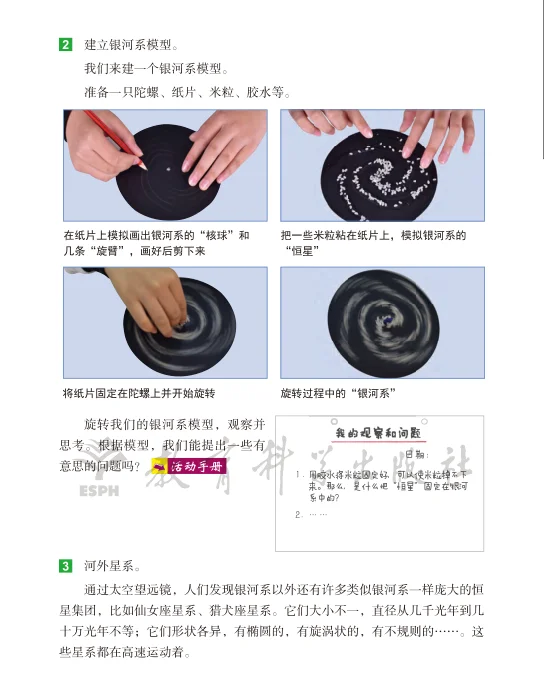 2 建立银河系模型。
我们来建一个银河系模型。
准备一只陀螺、纸片、米粒、胶水等。
在纸片上模拟画出银河系的“核球”和
几条“旋臂”，画好后剪下来
把一些米粒粘在纸片上，模拟银河系的
“恒星”
将纸片固定在陀螺上并开始旋转
旋转过程中的“银河系”
旋转我们的银河系模型，观察并
思考。根据模型，我们能提出一些有
意思的问题吗？ 活动手册
我的观察和问题
日期：
1. 用胶水将米粒固定好，可以使米粒掉不下
来。那么，是什么把“恒星”固定在银河
系中的？
2. ……
ESPH 教育科学出版社
3 河外星系。
通过太空望远镜，人们发现银河系以外还有许多类似银河系一样庞大的恒
星集团，比如仙女座星系、猎犬座星系。它们大小不一，直径从几千光年到几
十万光年不等；它们形状各异，有椭圆的，有旋涡状的，有不规则的……。这
些星系都在高速运动着。